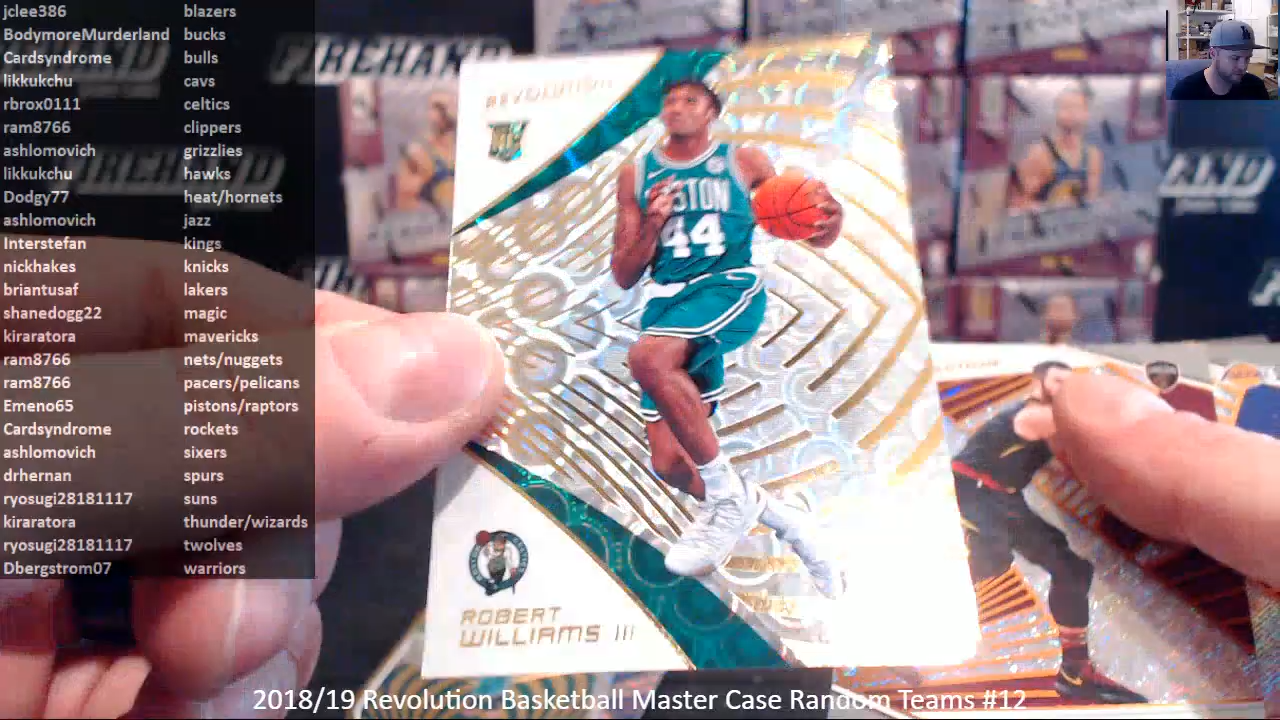 jclee386 blazers
BodymoreMurderland bucks
Cardsyndrome bulls
likkukchu cavs
rbrox0111 celtics
ram8766 clippers
ashlomovich grizzlies
likkukchu hawks
Dodgy77 heat/hornets
ashlomovich jazz
Interstefan kings
nickhakes knicks
briantusaf lakers
shanedogg22 magic
kiraratora mavericks
ram8766 nets/nuggets
ram8766 pacers/pelicans
Emeno65 pistons/raptors
Cardsyndrome rockets
ashlomovich sixers
drhernan spurs
ryosugi28181117 suns
kiraratora thunder/wizards
ryosugi28181117 twolves
Dbergstrom07 warriors
FIREHAND
REVOLUTION
44
ROBERT
WILLIAMS III
2018/19 Revolution Basketball Master Case Random Teams #12